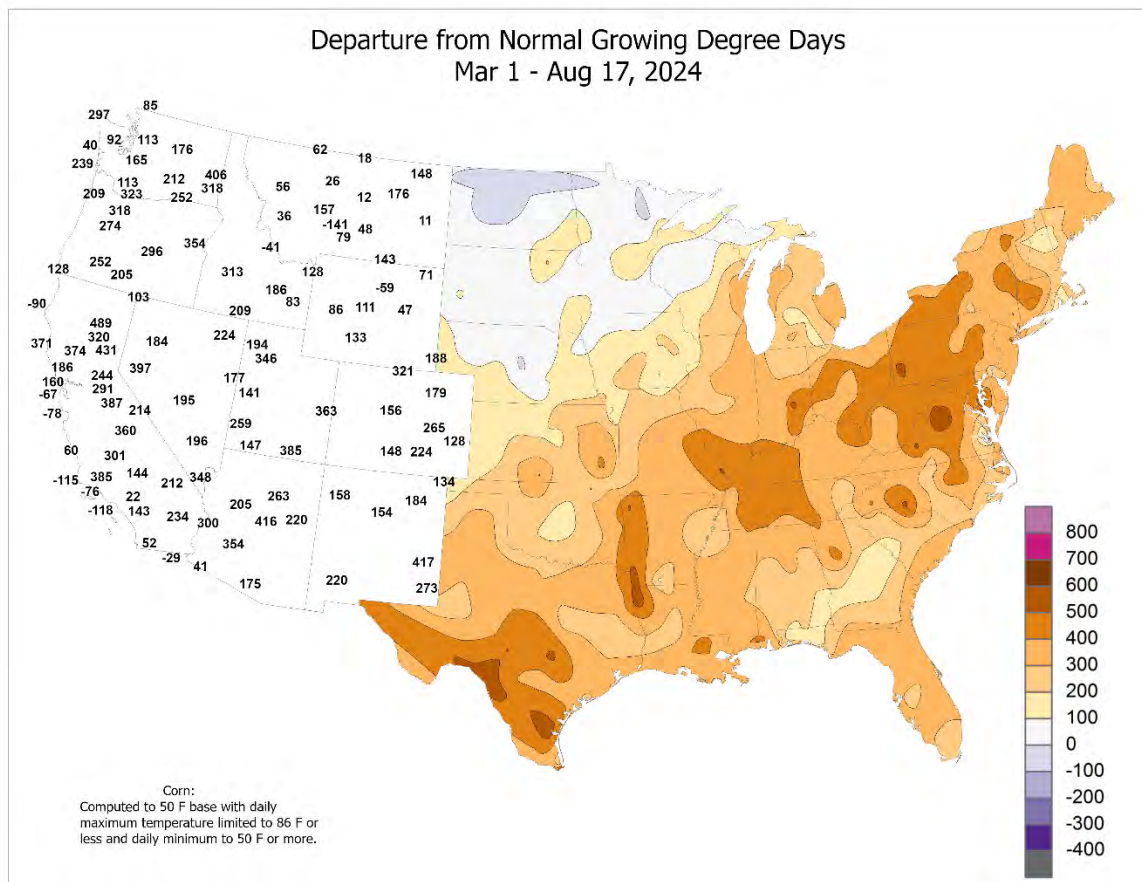 Departure from Normal Growing Degree Days
Mar 1 - Aug 17, 2024
85
297
92 113
40 176 62 18
239 165 148
406
113 212 318 56 26 176
209 323 252 12
318 36 157 11
274 -141 48
79
354 -41
296 143
128 252 313 128 71
205 -59
186
103 83 86 111 47
-90 209
489 224 133
371 320 184 194
374 431 346 188
186 397 321
160 244 177 179
-67 291 141
387 195 363 156
-78 214
360 259 265
196 128
60 301 147 385 148 224
-115 385 144 348 134
-76 212 263 158
22 205 184
-118 143 234 154
300 416 220
52 354
-29 417
41
175 220 273
800
700
600
500
400
300
200
100
0
-100
-200
-300
-400
Corn:
Computed to 50 F base with daily
maximum temperature limited to 86 F or
less and daily minimum to 50 F or more.